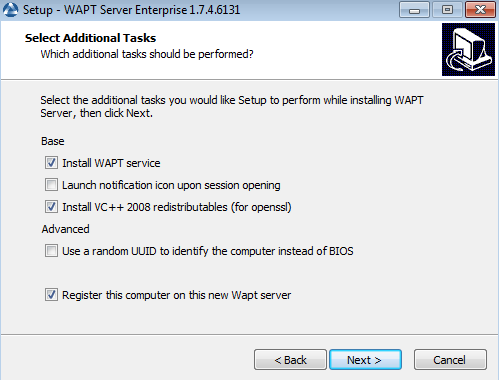 Setup - WAPT Server Enterprise 1.7.4.6131
Select Additional Tasks
Which additional tasks should be performed?
Select the additional tasks you would like Setup to perform while installing WAPT
Server, then click Next.
Base
Install WAPT service
Launch notification icon upon session opening
Install VC++ 2008 redistributables (for openssl)
Advanced
Use a random UUID to identify the computer instead of BIOS
Register this computer on this new Wapt server
< Back
Next >
Cancel